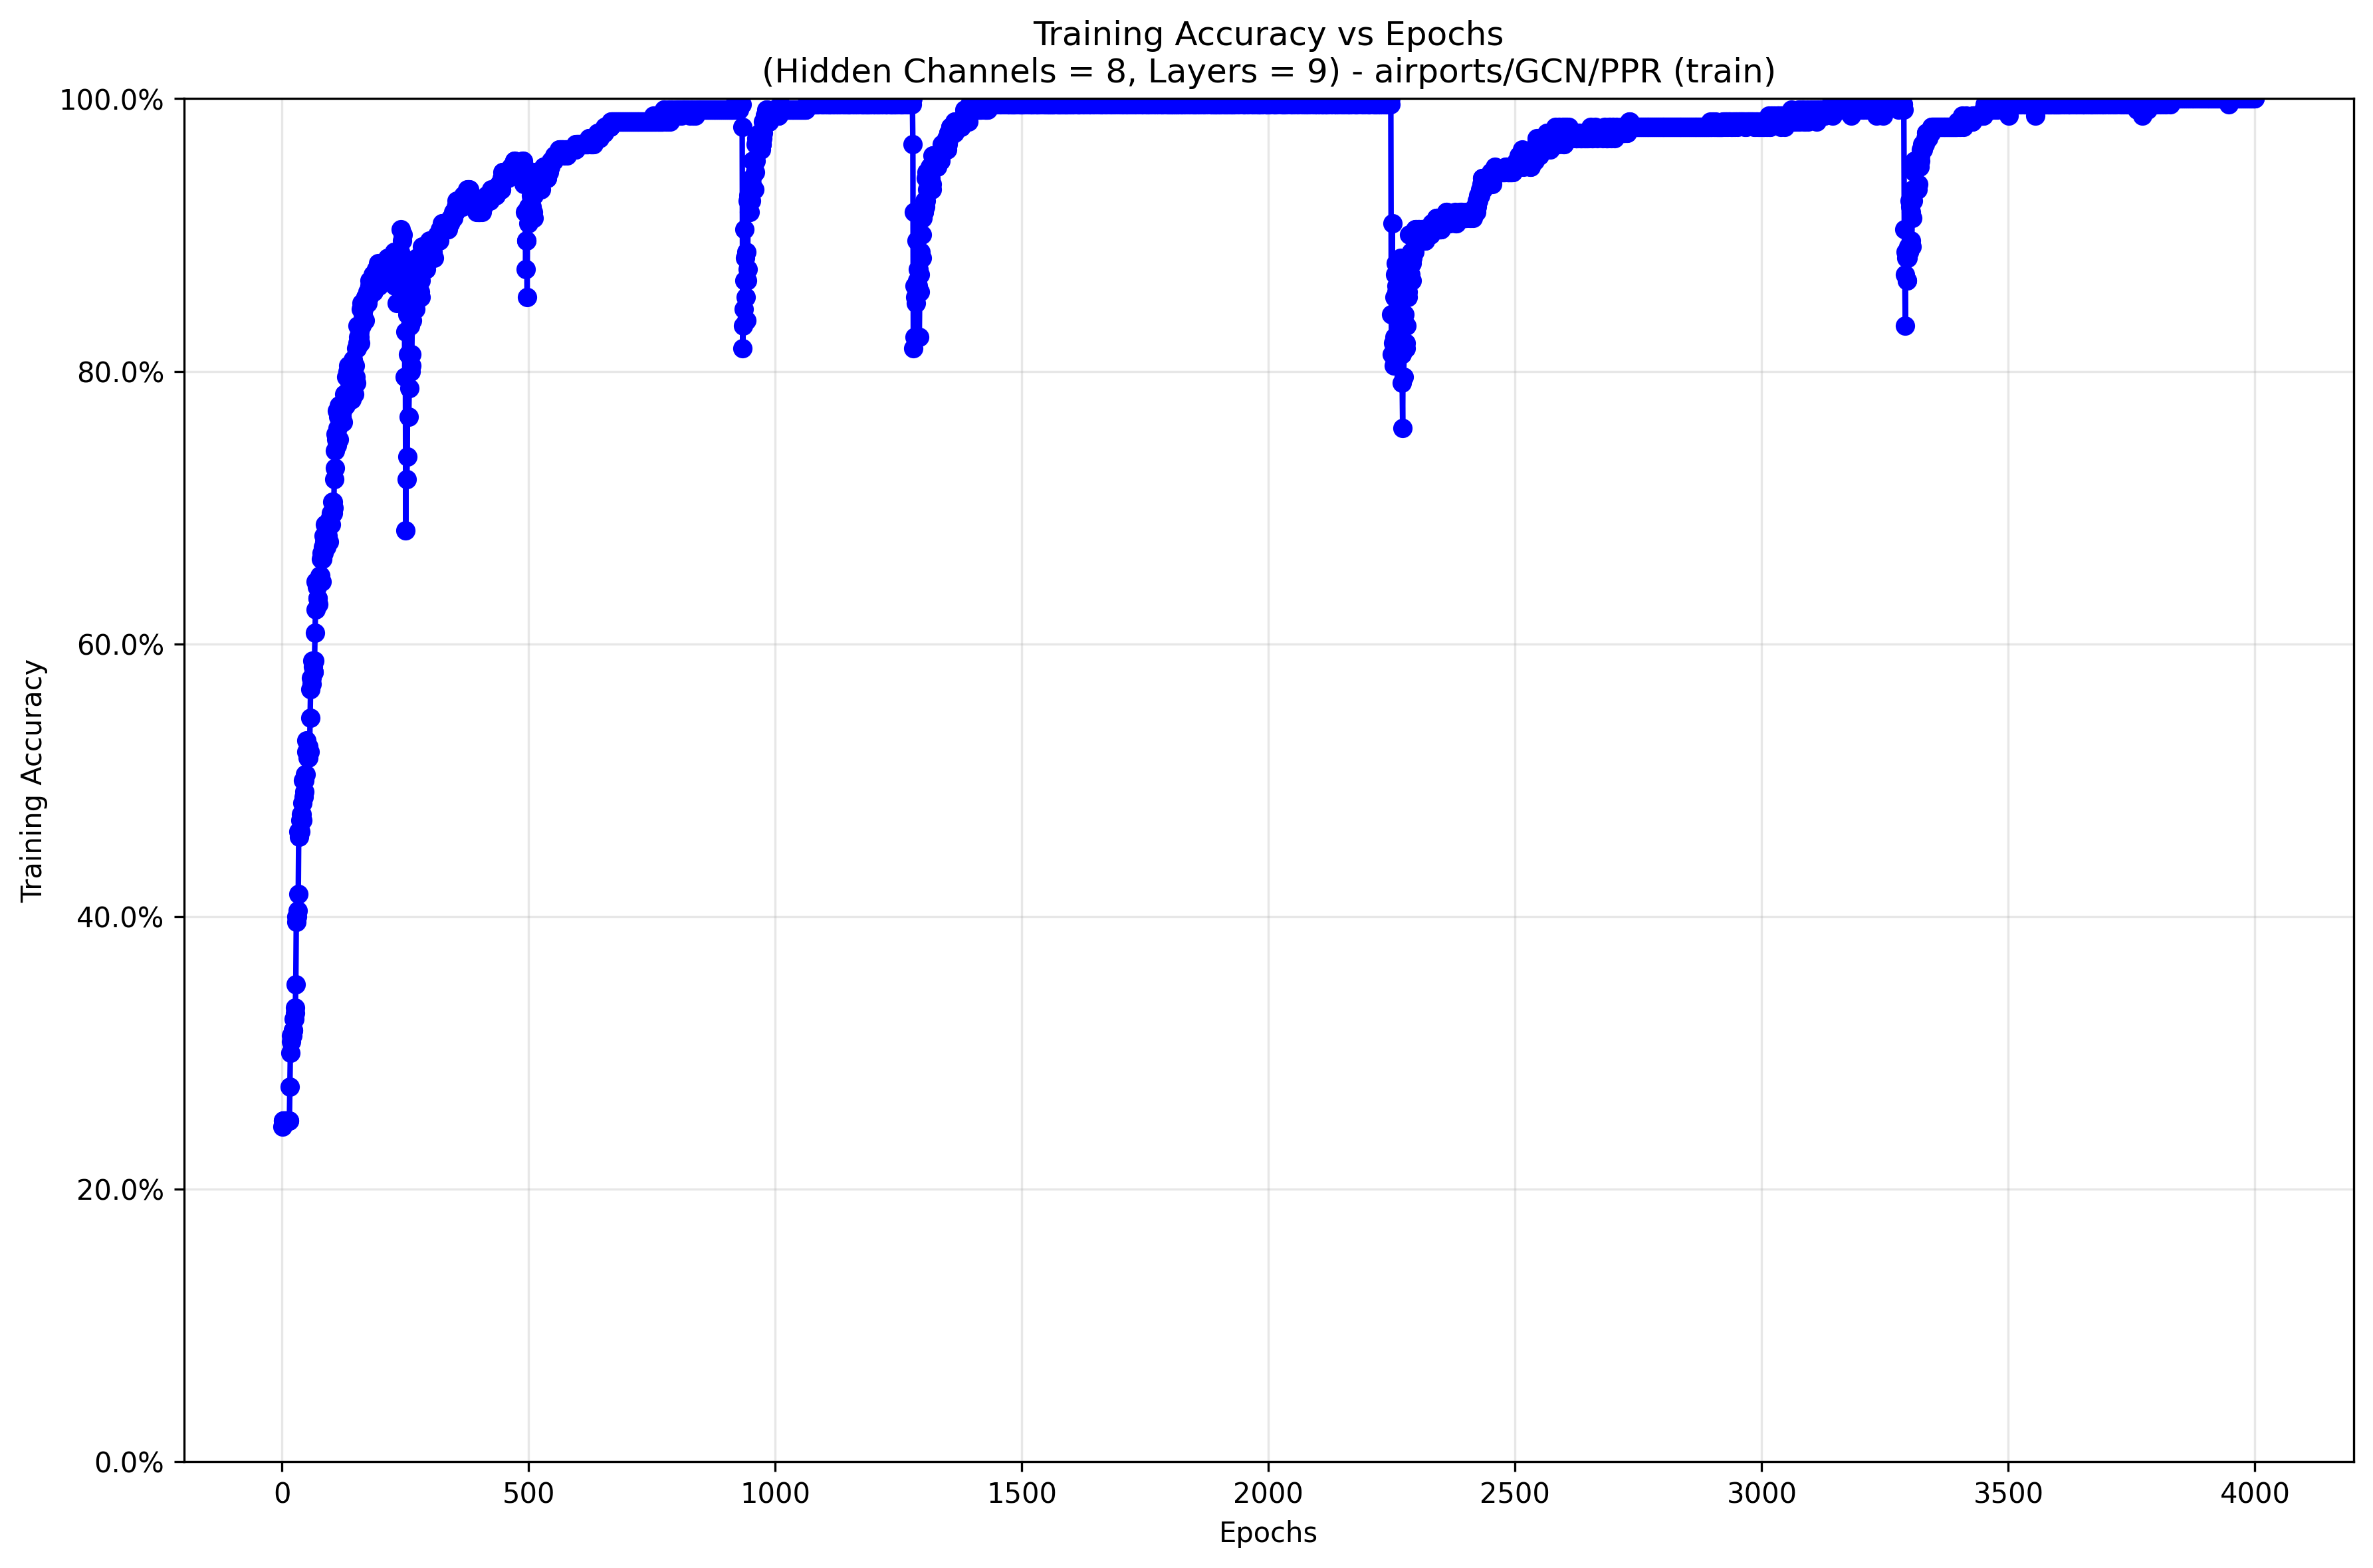 Training Accuracy vs Epochs
(Hidden Channels = 8, Layers = 9) - airports/GCN/PPR (train)
100.0%
80.0%
60.0%
40.0%
20.0%
0.0%
Training Accuracy
0 500 1000 1500 2000 2500 3000 3500 4000
Epochs